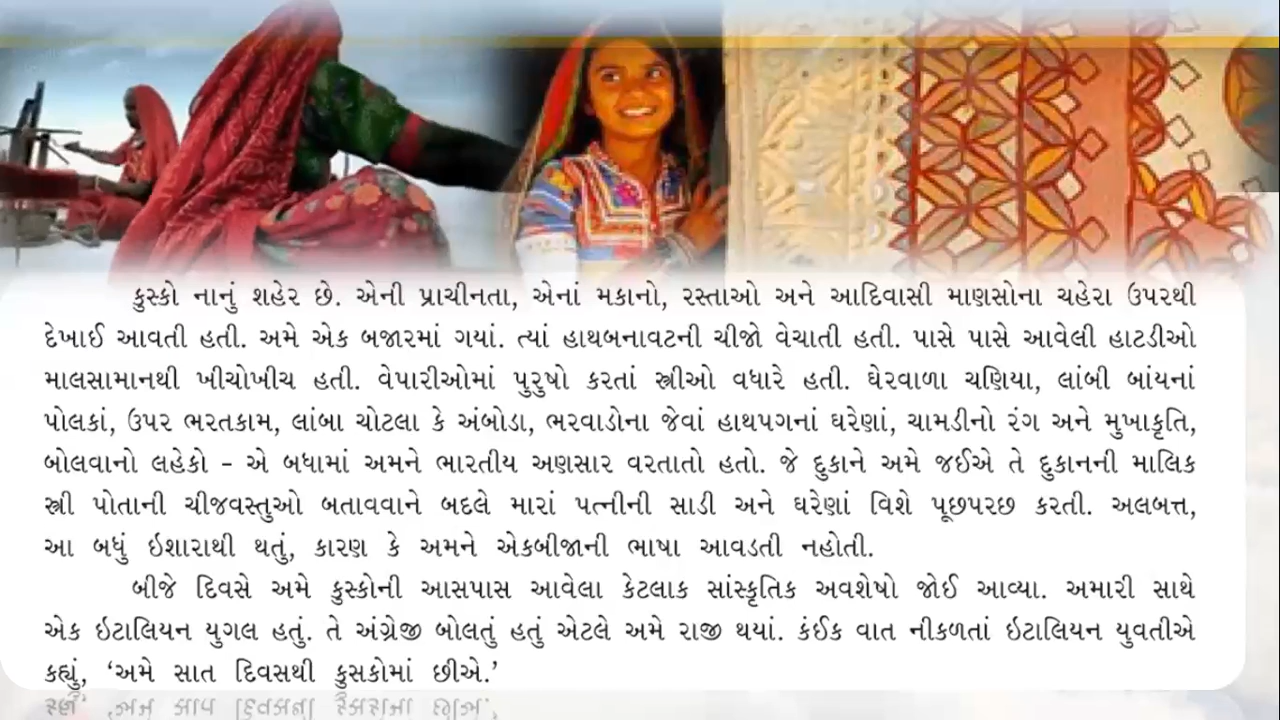 કુસ્કો નાનું શહેર છે. એની પ્રાચીનતા, એનાં મકાનો, રસ્તાઓ અને આદિવાસી માણસોના ચહેરા ઉપરથી
દેખાઈ આવતી હતી. અમે એક બજારમાં ગયાં. ત્યાં હાથબનાવટની ચીજો વેચાતી હતી. પાસે પાસે આવેલી હાટડીઓ
માલસામાનથી ખીચોખીચ હતી. વેપારીઓમાં પુરુષો કરતાં સ્ત્રીઓ વધારે હતી. ઘેરવાળા ચણિયા, લાંબી બાંયનાં
પોલકાં, ઉપર ભરતકામ, લાંબા ચોટલા કે અંબોડા, ભરવાડોના જેવાં હાથપગનાં ઘરેણાં, ચામડીનો રંગ અને મુખાકૃતિ,
બોલવાનો લહેકો – એ બધામાં અમને ભારતીય અણસાર વરતાતો હતો. જે દુકાને અમે જઈએ તે દુકાનની માલિક
સ્ત્રી પોતાની ચીજવસ્તુઓ બતાવવાને બદલે મારાં પત્નીની સાડી અને ઘરેણાં વિશે પૂછપરછ કરતી. અલબત્ત,
આ બધું ઇશારાથી થતું, કારણ કે અમને એકબીજાની ભાષા આવડતી નહોતી.
બીજે દિવસે અમે કુસ્કોની આસપાસ આવેલા કેટલાક સાંસ્કૃતિક અવશેષો જોઈ આવ્યા. અમારી સાથે
એક ઇટાલિયન યુગલ હતું. તે અંગ્રેજી બોલતું હતું એટલે અમે રાજી થયાં. કંઈક વાત નીકળતાં ઇટાલિયન યુવતીએ
કહ્યું, ‘અમે સાત દિવસથી કુસકોમાં છીએ.’